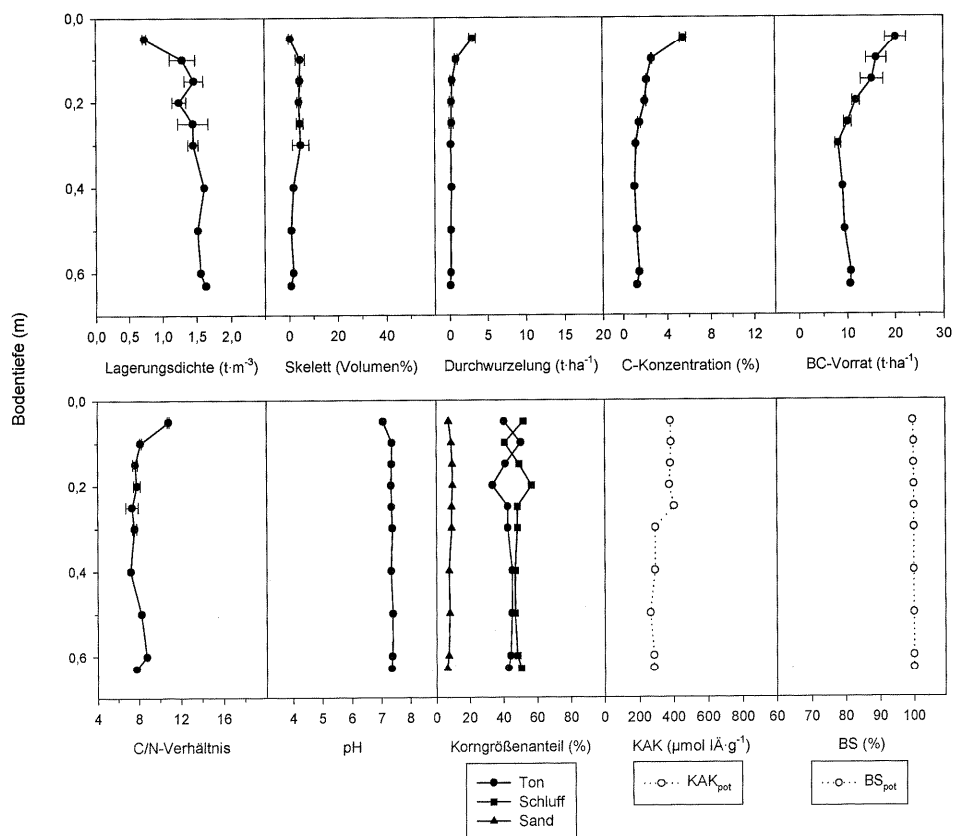 0,0
0,2
0,4
0,6
0,0 0,5 1,0 1,5 2,0
0 20 40
0 5 10 15 20
0 4 8 12
0 10 20 30
Lagerungsdichte (t·m⁻³)
Skelett (Volumen%)
Durchwurzelung (t·ha⁻¹)
C-Konzentration (%)
BC-Vorrat (t·ha⁻¹)
Bodentiefe (m)
0,0
0,2
0,4
0,6
4 8 12 16
4 5 6 7 8
0 20 40 60 80
0 200 400 600 800
60 70 80 90 100
C/N-Verhältnis
pH
Korngrößenanteil (%)
KAK (µmol IÄ·g⁻¹)
BS (%)
Ton
Schluff
Sand
KAKpot
BSpot